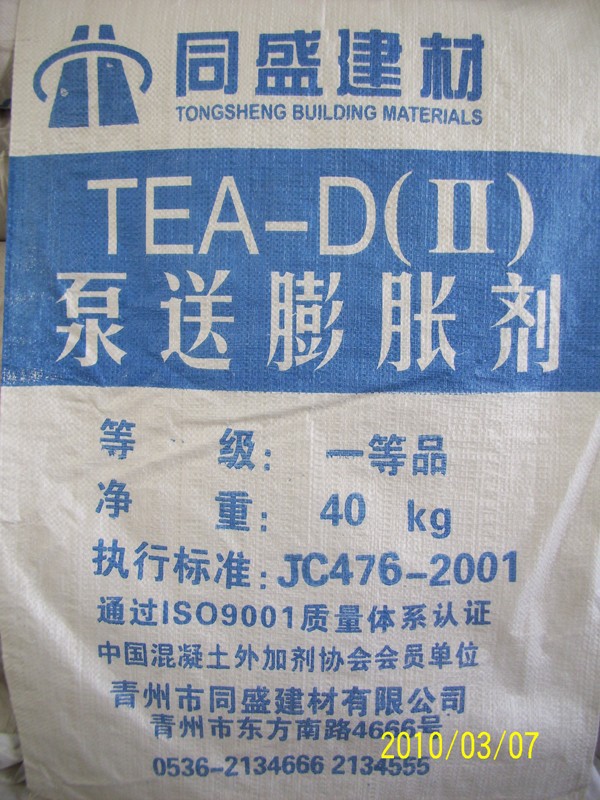 同盛建材
TONGSHENG BUILDING MATERIALS
TEA-D(II)
泵送膨胀剂
等 级: 一等品
净 重: 40 kg
执行标准: JC476-2001
通过ISO9001质量体系认证
中国混凝土外加剂协会会员单位
青州市同盛建材有限公司
青州市东方南路4666号
2010/03/07
0536-2134666 2134555